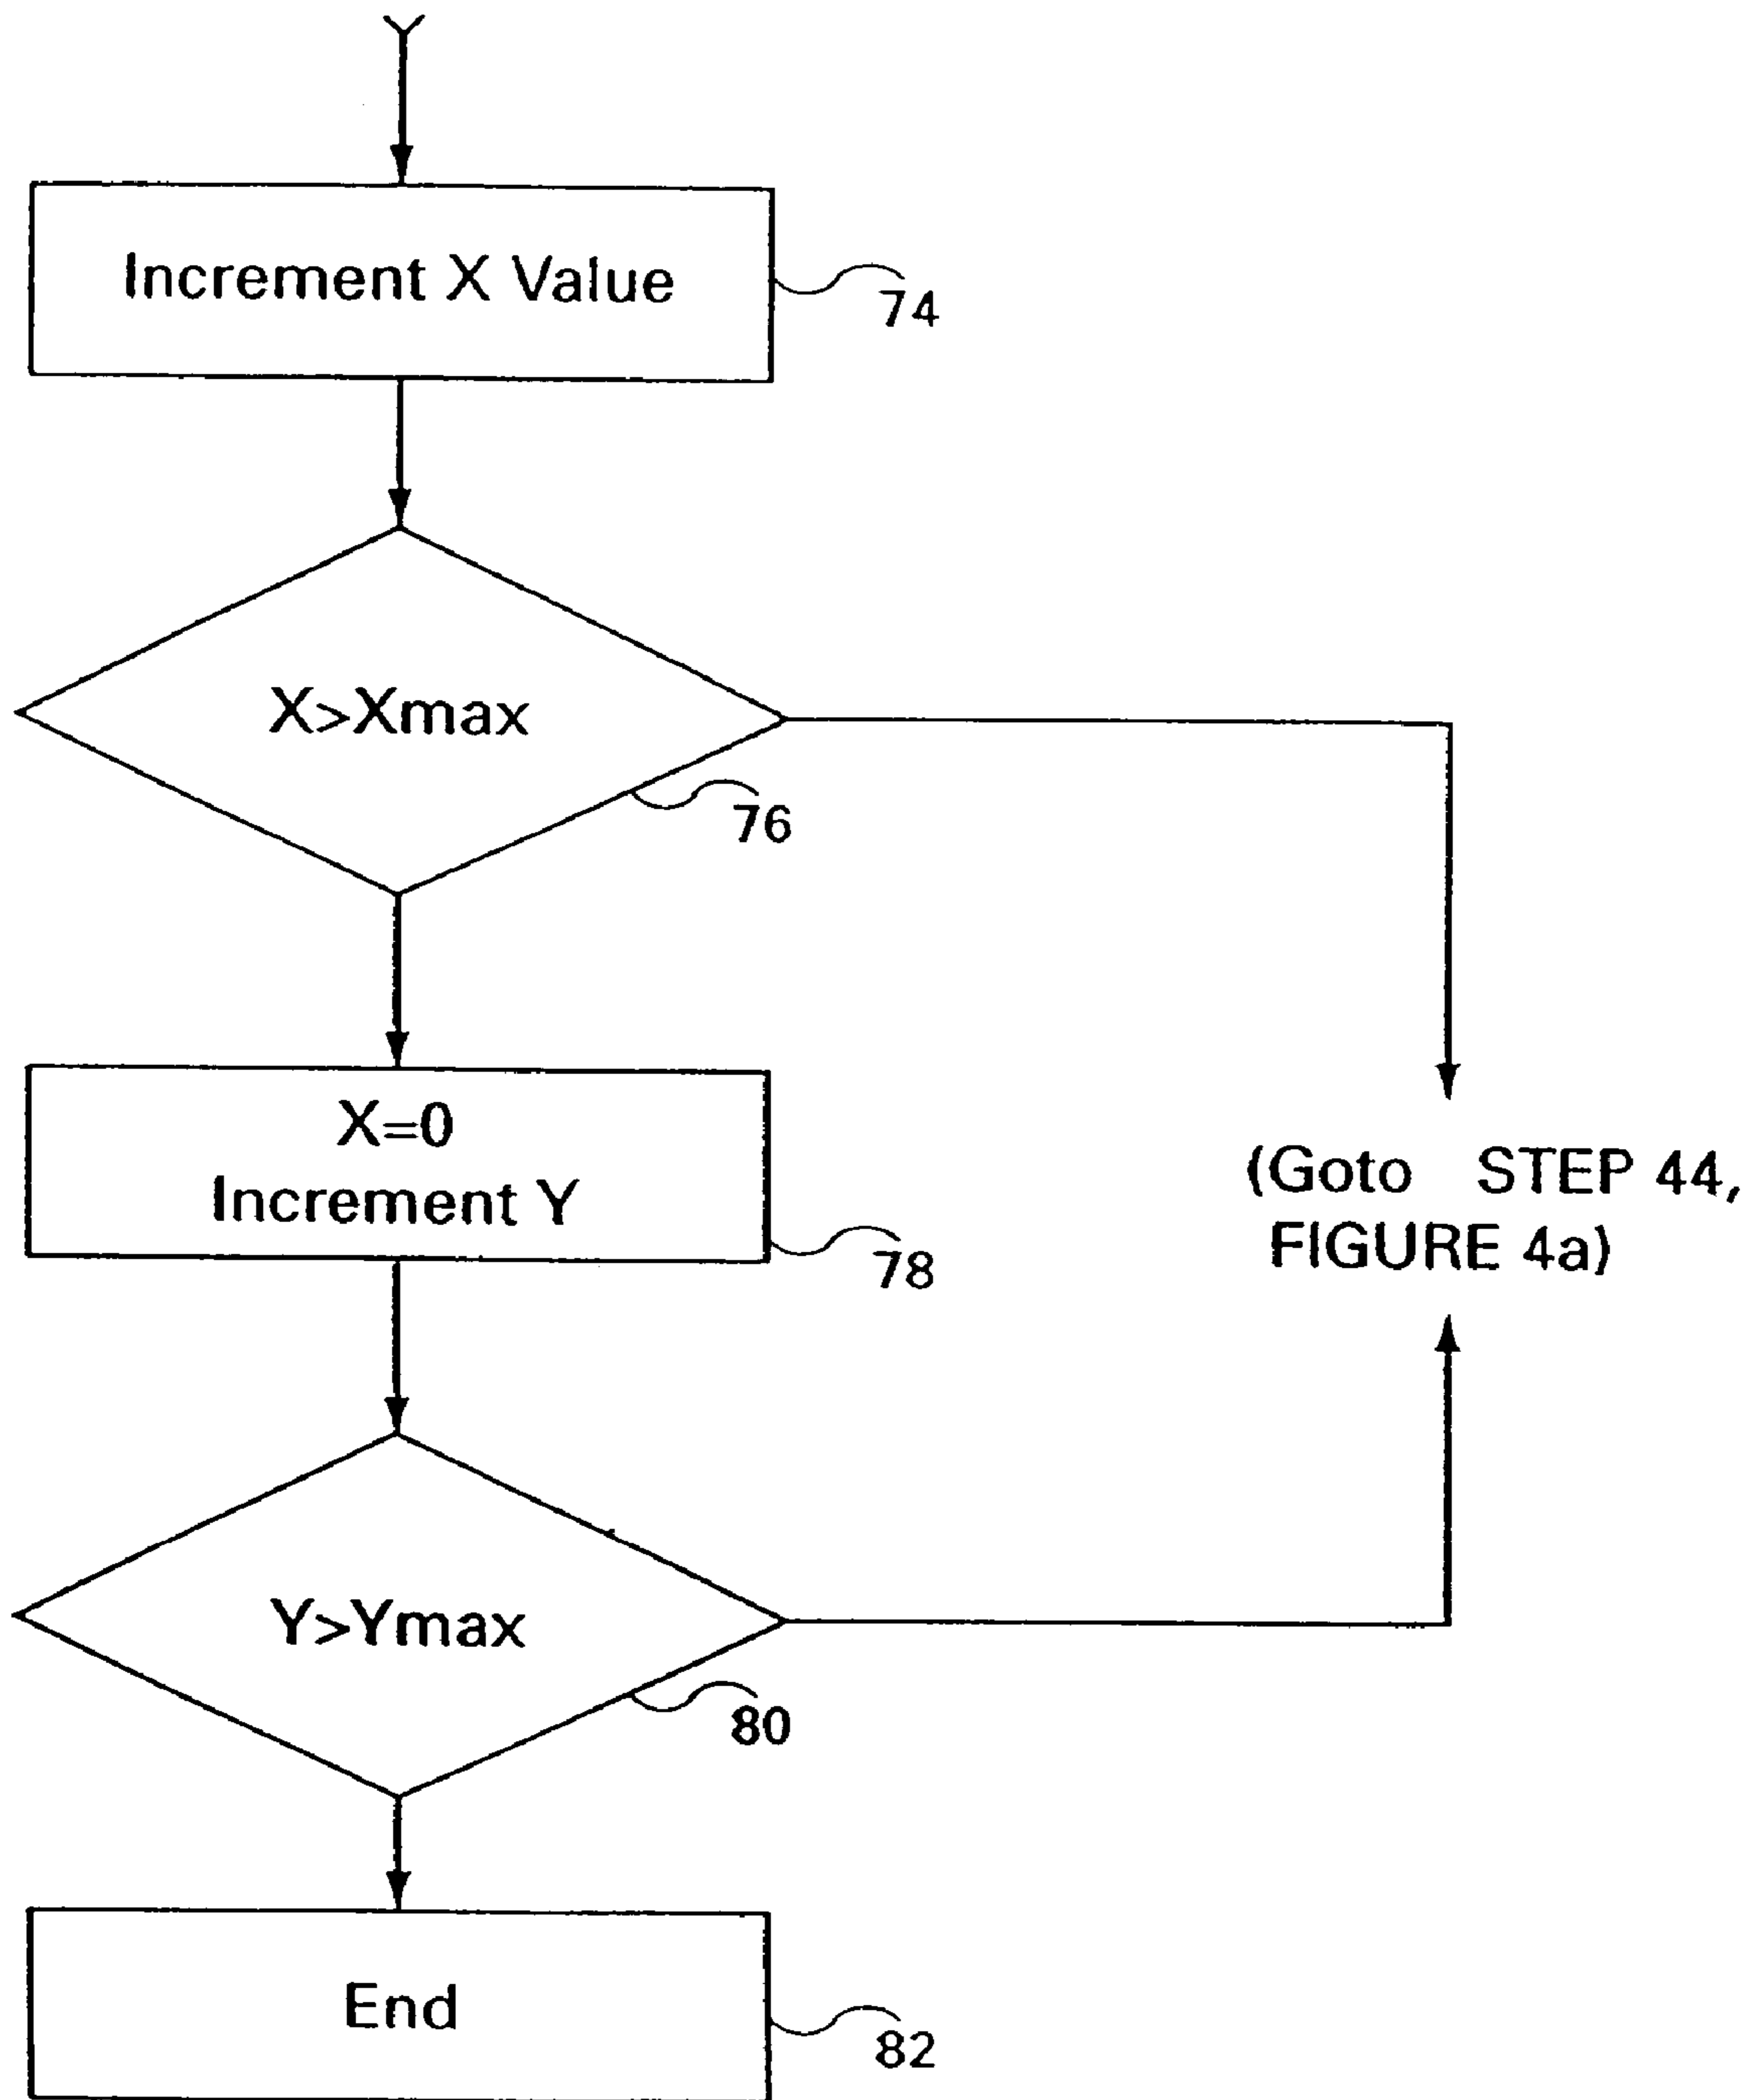 Increment X Value
74
X>Xmax
76
X=0
Increment Y
78
(Goto STEP 44,
FIGURE 4a)
Y>Ymax
80
End
82